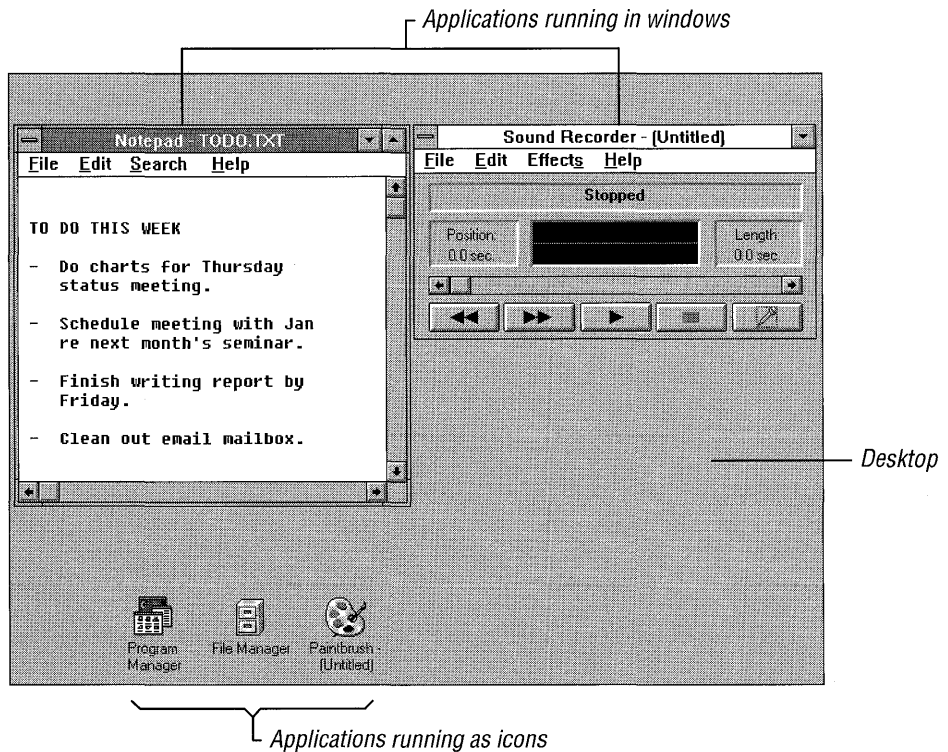 Applications running in windows
Notepad - TODO.TXT
File Edit Search Help
TO DO THIS WEEK
- Do charts for Thursday
status meeting.
- Schedule meeting with Jan
re next month's seminar.
- Finish writing report by
Friday.
- Clean out email mailbox.
Sound Recorder - (Untitled)
File Edit Effects Help
Stopped
Position:
0.0 sec.
Length:
0.0 sec.
Desktop
Program
Manager
File Manager
Paintbrush -
(Untitled)
Applications running as icons